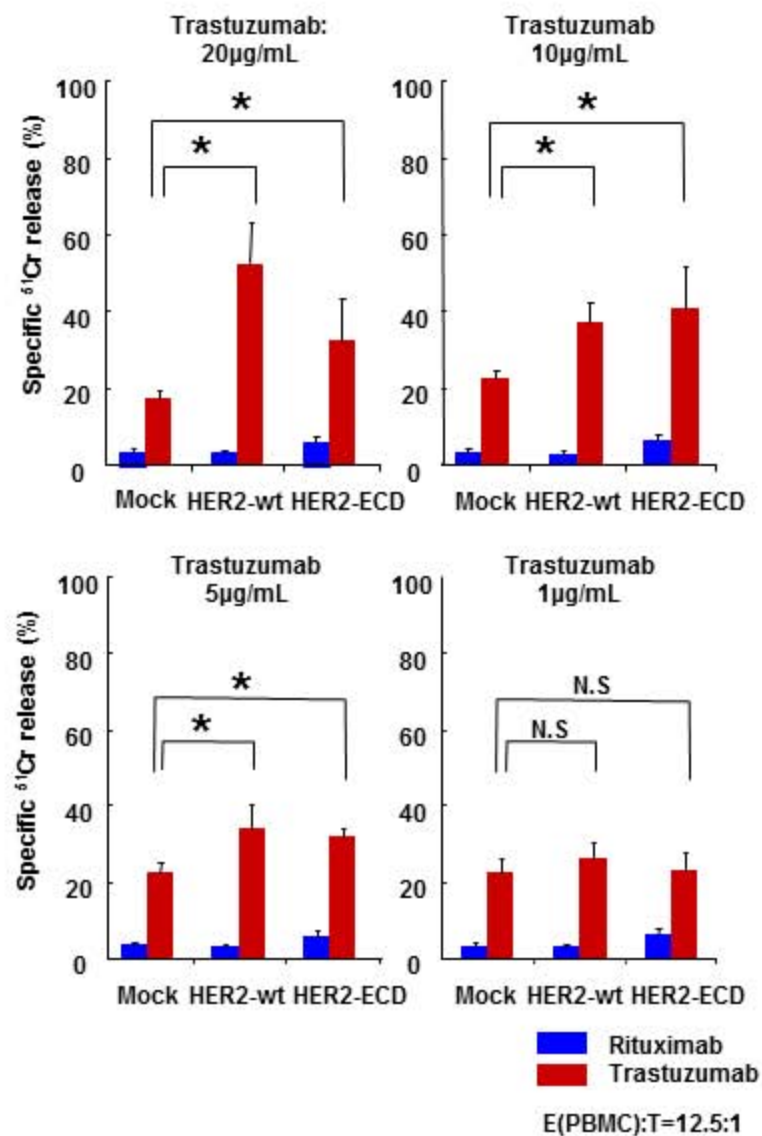 Trastuzumab:
20µg/mL
Specific ⁵¹Cr release (%)
100
80
60
40
20
0
*
*
Mock HER2-wt HER2-ECD
Trastuzumab
10µg/mL
100
80
60
40
20
0
*
*
Mock HER2-wt HER2-ECD
Trastuzumab
5µg/mL
Specific ⁵¹Cr release (%)
100
80
60
40
20
0
*
*
Mock HER2-wt HER2-ECD
Trastuzumab
1µg/mL
100
80
60
40
20
0
N.S
N.S
Mock HER2-wt HER2-ECD
Rituximab
Trastuzumab
E(PBMC):T=12.5:1